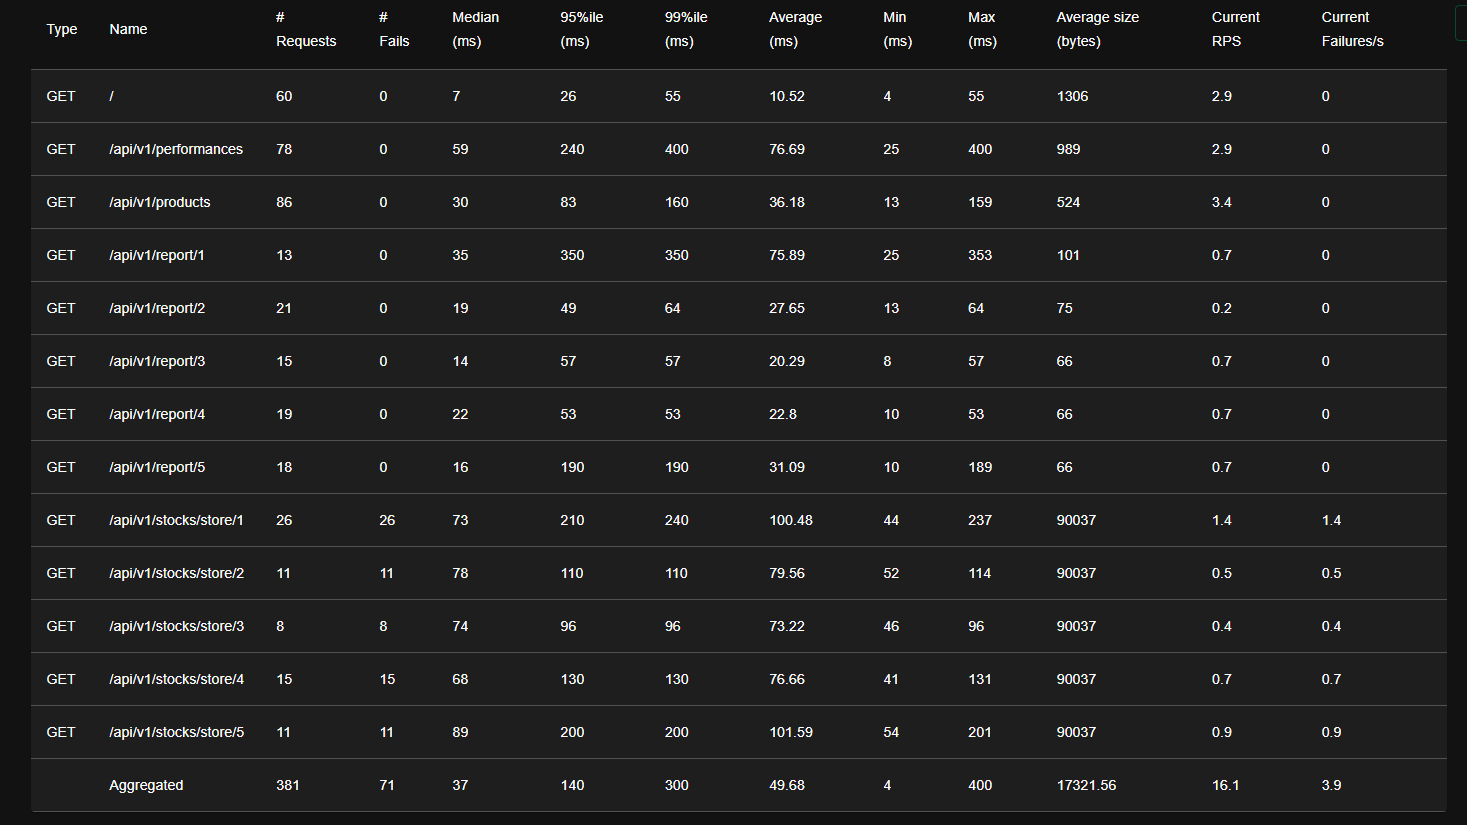 Type Name # Requests # Fails Median (ms) 95%ile (ms) 99%ile (ms) Average (ms) Min (ms) Max (ms) Average size (bytes) Current RPS Current Failures/s
GET / 60 0 7 26 55 10.52 4 55 1306 2.9 0
GET /api/v1/performances 78 0 59 240 400 76.69 25 400 989 2.9 0
GET /api/v1/products 86 0 30 83 160 36.18 13 159 524 3.4 0
GET /api/v1/report/1 13 0 35 350 350 75.89 25 353 101 0.7 0
GET /api/v1/report/2 21 0 19 49 64 27.65 13 64 75 0.2 0
GET /api/v1/report/3 15 0 14 57 57 20.29 8 57 66 0.7 0
GET /api/v1/report/4 19 0 22 53 53 22.8 10 53 66 0.7 0
GET /api/v1/report/5 18 0 16 190 190 31.09 10 189 66 0.7 0
GET /api/v1/stocks/store/1 26 26 73 210 240 100.48 44 237 90037 1.4 1.4
GET /api/v1/stocks/store/2 11 11 78 110 110 79.56 52 114 90037 0.5 0.5
GET /api/v1/stocks/store/3 8 8 74 96 96 73.22 46 96 90037 0.4 0.4
GET /api/v1/stocks/store/4 15 15 68 130 130 76.66 41 131 90037 0.7 0.7
GET /api/v1/stocks/store/5 11 11 89 200 200 101.59 54 201 90037 0.9 0.9
Aggregated 381 71 37 140 300 49.68 4 400 17321.56 16.1 3.9